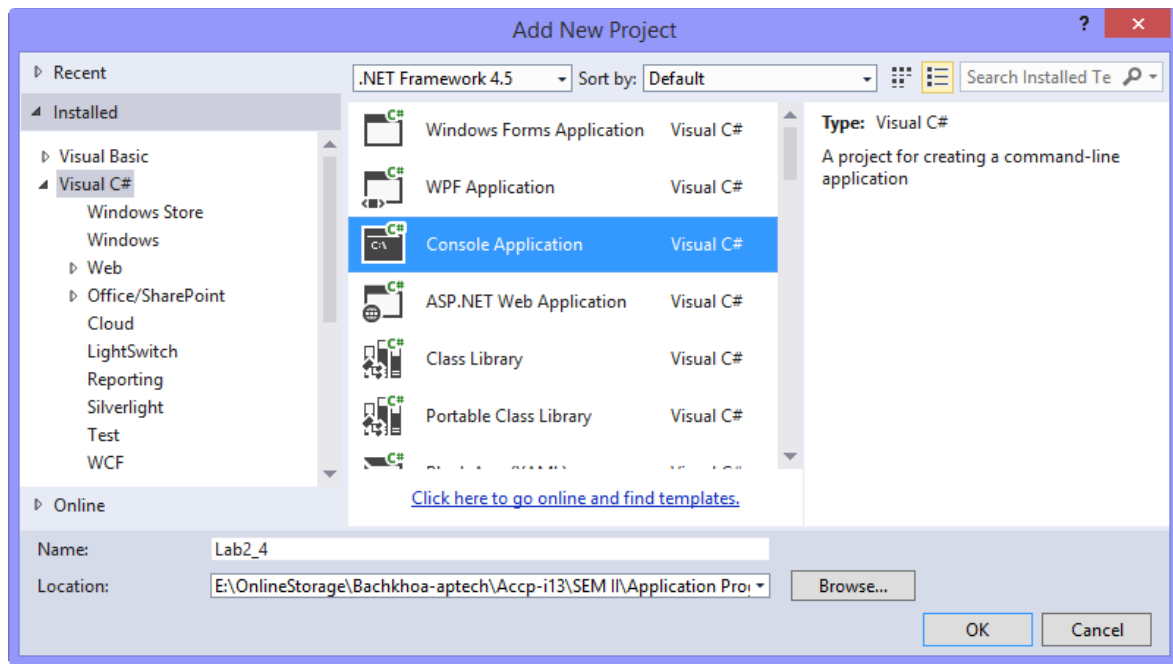 Add New Project
?
Recent
Installed
Visual Basic
Visual C#
Windows Store
Windows
Web
Office/SharePoint
Cloud
LightSwitch
Reporting
Silverlight
Test
WCF
Online
.NET Framework 4.5 Sort by: Default Search Installed Te
C# Windows Forms Application Visual C#
C# WPF Application Visual C#
C# C:\ Console Application Visual C#
C# ASP.NET Web Application Visual C#
C# Class Library Visual C#
C# Portable Class Library Visual C#
Click here to go online and find templates.
Type: Visual C#
A project for creating a command-line
application
Name: Lab2_4
Location: E:\OnlineStorage\Bachkhoa-aptech\Accp-i13\SEM II\Application Pro Browse...
OK Cancel